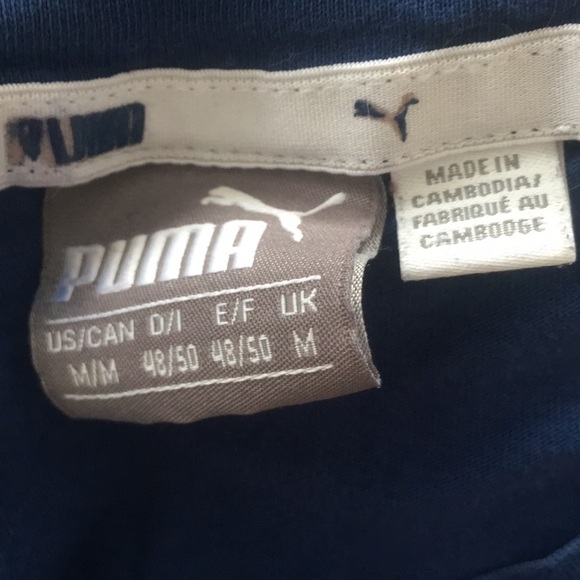 PUMA
MADE IN
CAMBODIA/
FABRIQUÉ AU
CAMBODGE
PUMA
US/CAN D/I E/F UK
M/M 48/50 48/50 M